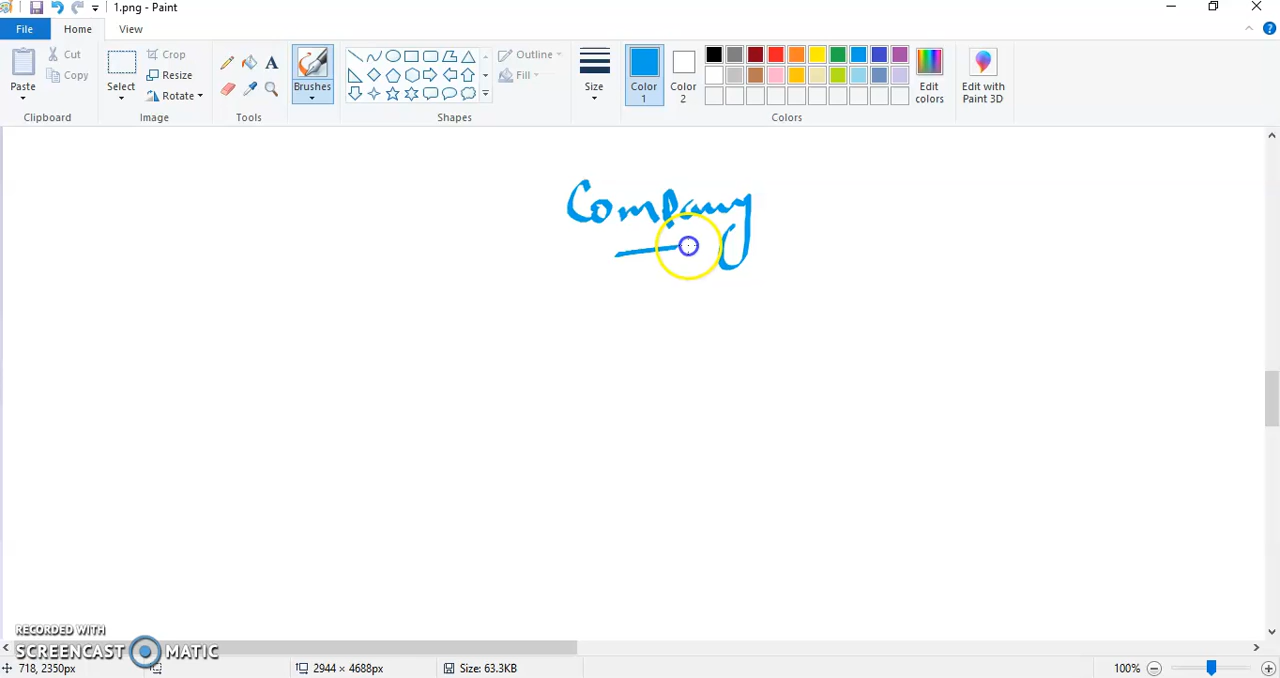 1.png - Paint
File Home View
Paste Cut Copy Clipboard
Select Crop Resize Rotate Image
Tools
Brushes
Outline Fill Shapes
Size
Color 1 Color 2
Edit colors
Colors
Edit with Paint 3D
Company
RECORDED WITH
SCREENCAST MATIC
718, 2350px 2944 × 4688px Size: 63.3KB 100%